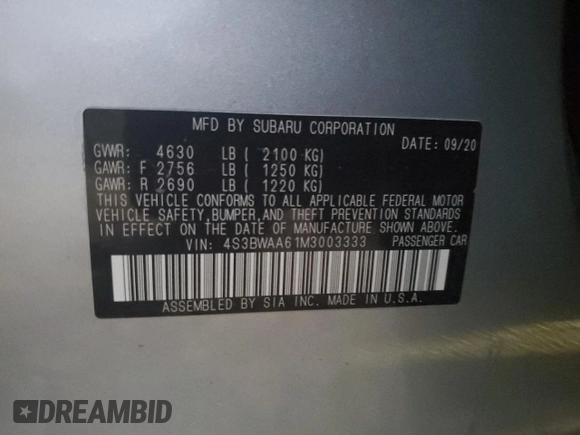 MFD BY SUBARU CORPORATION
DATE: 09/20
GVWR: 4630 LB ( 2100 KG)
GAWR: F 2756 LB ( 1250 KG)
GAWR: R 2690 LB ( 1220 KG)
THIS VEHICLE CONFORMS TO ALL APPLICABLE FEDERAL MOTOR
VEHICLE SAFETY,BUMPER,AND THEFT PREVENTION STANDARDS
IN EFFECT ON THE DATE OF MANUFACTURE SHOWN ABOVE.
VIN: 4S3BWAA61M3003333 PASSENGER CAR
ASSEMBLED BY SIA INC. MADE IN U.S.A.
DREAMBID